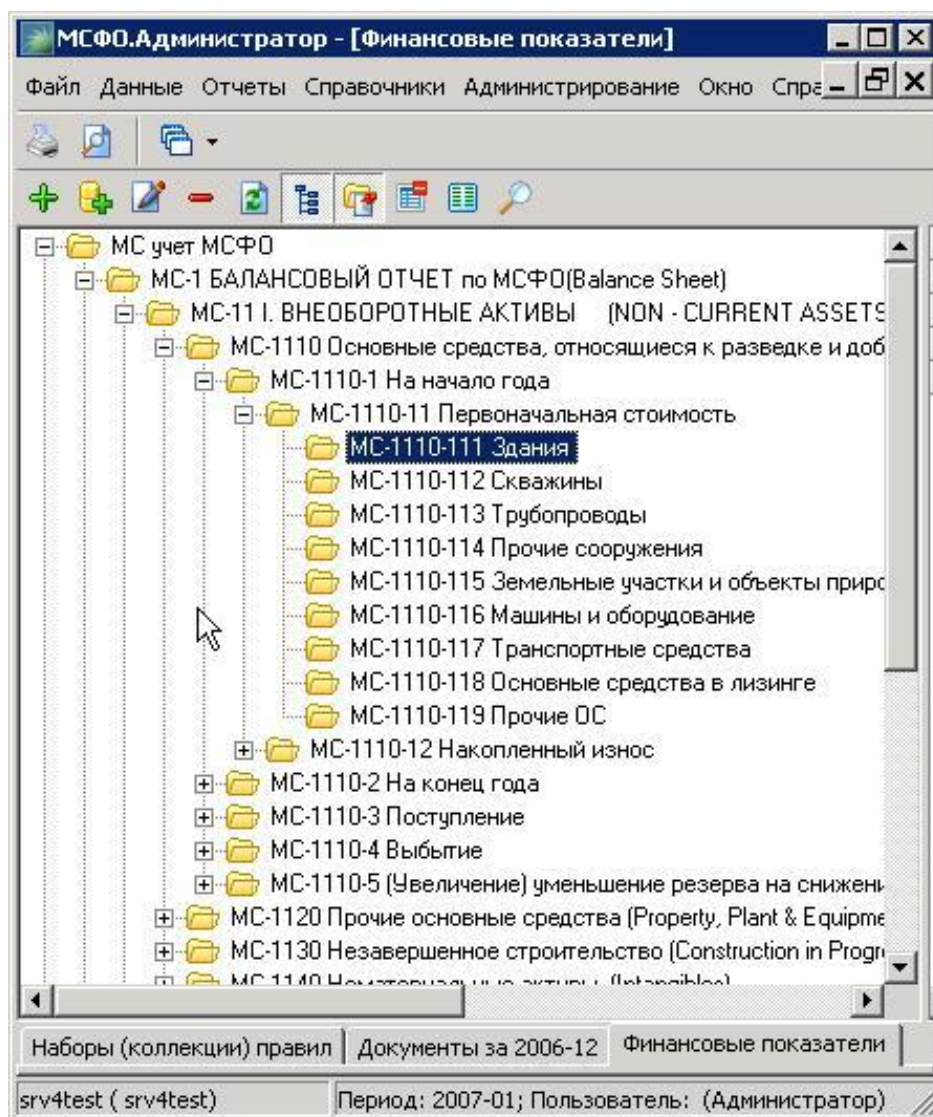 МСФО.Администратор - [Финансовые показатели]
Файл Данные Отчеты Справочники Администрирование Окно Спра
МС учет МСФО
МС-1 БАЛАНСОВЫЙ ОТЧЕТ по МСФО(Balance Sheet)
МС-11 I. ВНЕОБОРОТНЫЕ АКТИВЫ (NON - CURRENT ASSETS
МС-1110 Основные средства, относящиеся к разведке и доб
МС-1110-1 На начало года
МС-1110-11 Первоначальная стоимость
МС-1110-111 Здания
МС-1110-112 Скважины
МС-1110-113 Трубопроводы
МС-1110-114 Прочие сооружения
МС-1110-115 Земельные участки и объекты приро
МС-1110-116 Машины и оборудование
МС-1110-117 Транспортные средства
МС-1110-118 Основные средства в лизинге
МС-1110-119 Прочие ОС
МС-1110-12 Накопленный износ
МС-1110-2 На конец года
МС-1110-3 Поступление
МС-1110-4 Выбытие
МС-1110-5 (Увеличение) уменьшение резерва на снижени
МС-1120 Прочие основные средства (Property, Plant & Equipme
МС-1130 Незавершенное строительство (Construction in Progr
МС-1140 Нематериальные активы (Intangibles)
Наборы (коллекции) правил Документы за 2006-12 Финансовые показатели
srv4test ( srv4test) Период: 2007-01; Пользователь: (Администратор)